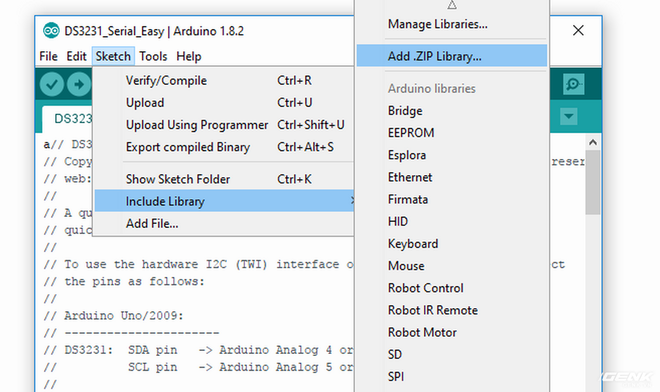 DS3231_Serial_Easy | Arduino 1.8.2
File Edit Sketch Tools Help
Verify/Compile Ctrl+R
Upload Ctrl+U
Upload Using Programmer Ctrl+Shift+U
Export compiled Binary Ctrl+Alt+S
Show Sketch Folder Ctrl+K
Include Library
Add File...
Manage Libraries...
Add .ZIP Library...
Arduino libraries
Bridge
EEPROM
Esplora
Ethernet
Firmata
HID
Keyboard
Mouse
Robot Control
Robot IR Remote
Robot Motor
SD
SPI
DS323
a// DS3
// Copy reser
// web:
//
// A qu
// quic
//
// To use the hardware I2C (TWI) interface o ct
// the pins as follows:
//
// Arduino Uno/2009:
// ----------------------
// DS3231: SDA pin -> Arduino Analog 4 or
// SCL pin -> Arduino Analog 5 or
//